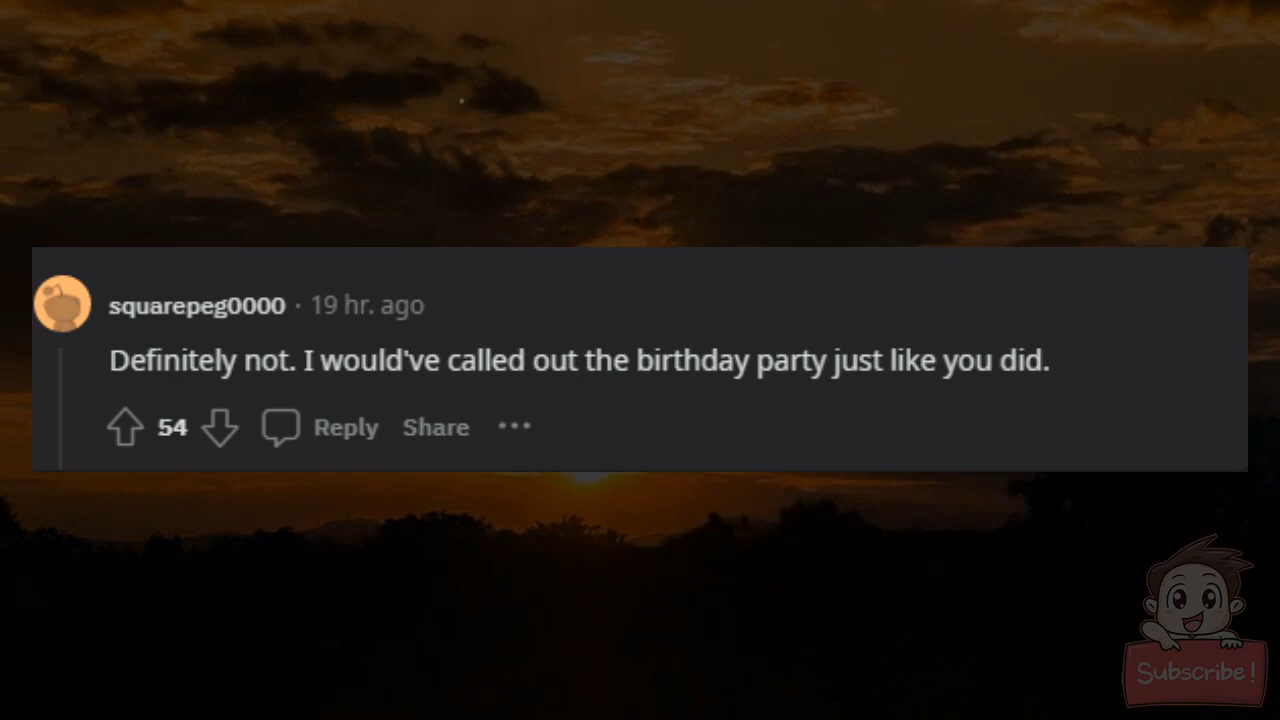 squarepeg0000 · 19 hr. ago
Definitely not. I would've called out the birthday party just like you did.
54 Reply Share •••
Subscribe!